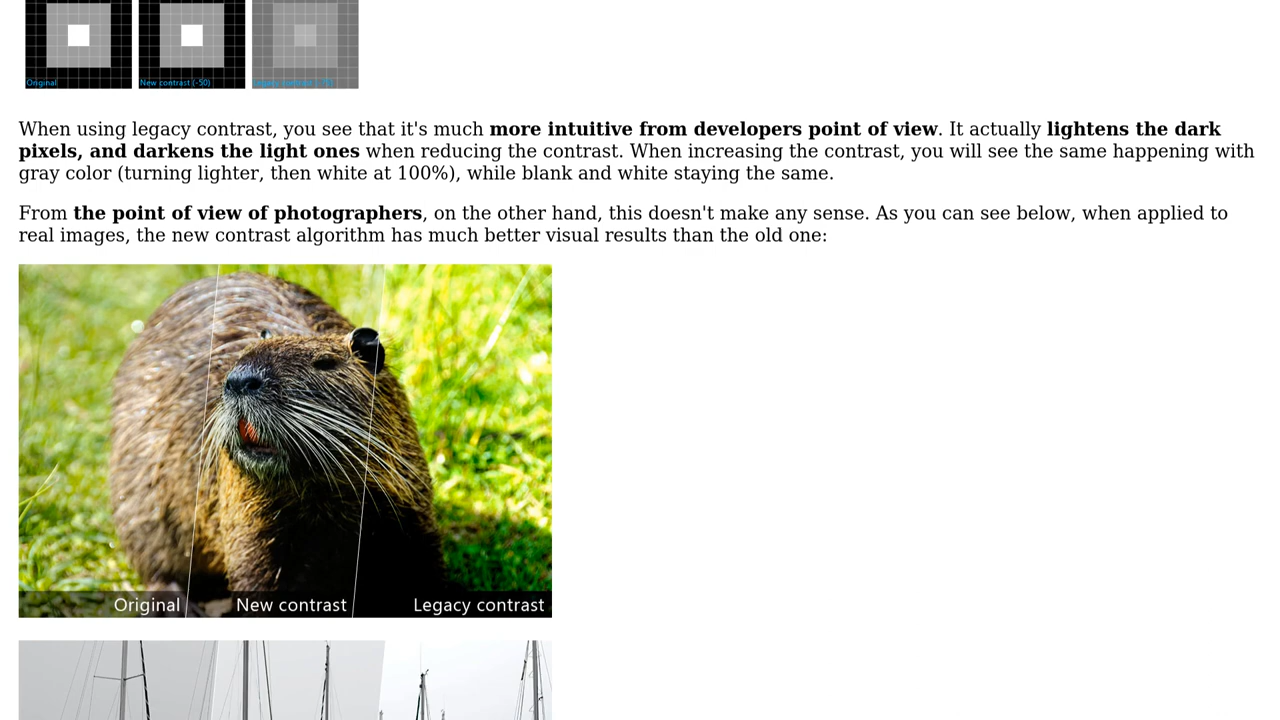 Original
New contrast (-50)
When using legacy contrast, you see that it's much more intuitive from developers point of view. It actually lightens the dark
pixels, and darkens the light ones when reducing the contrast. When increasing the contrast, you will see the same happening with
gray color (turning lighter, then white at 100%), while blank and white staying the same.
From the point of view of photographers, on the other hand, this doesn't make any sense. As you can see below, when applied to
real images, the new contrast algorithm has much better visual results than the old one:
Original
New contrast
Legacy contrast